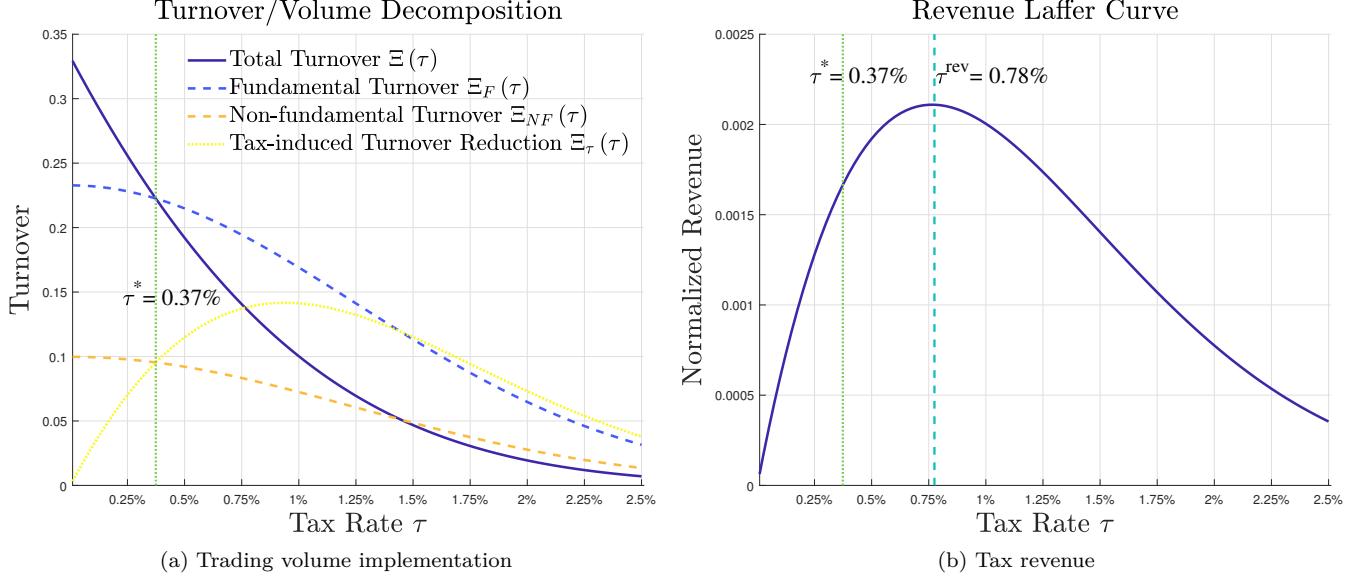 Turnover/Volume Decomposition
Turnover
0.35
0.3
0.25
0.2
0.15
0.1
0.05
0
Total Turnover Ξ (τ)
Fundamental Turnover Ξ_F (τ)
Non-fundamental Turnover Ξ_NF (τ)
Tax-induced Turnover Reduction Ξ_τ (τ)
τ* = 0.37%
0.25% 0.5% 0.75% 1% 1.25% 1.5% 1.75% 2% 2.25% 2.5%
Tax Rate τ
(a) Trading volume implementation
Revenue Laffer Curve
Normalized Revenue
0.0025
0.002
0.0015
0.001
0.0005
0
τ* = 0.37%
τ^rev = 0.78%
0.25% 0.5% 0.75% 1% 1.25% 1.5% 1.75% 2% 2.25% 2.5%
Tax Rate τ
(b) Tax revenue